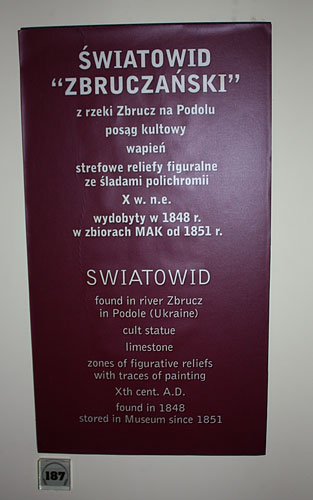 ŚWIATOWID
"ZBRUCZAŃSKI"
z rzeki Zbrucz na Podolu
posąg kultowy
wapień
strefowe reliefy figuralne
ze śladami polichromii
X w. n.e.
wydobyty w 1848 r.
w zbiorach MAK od 1851 r.
SWIATOWID
found in river Zbrucz
in Podole (Ukraine)
cult statue
limestone
zones of figurative reliefs
with traces of painting
Xth cent. A.D.
found in 1848
stored in Museum since 1851
187